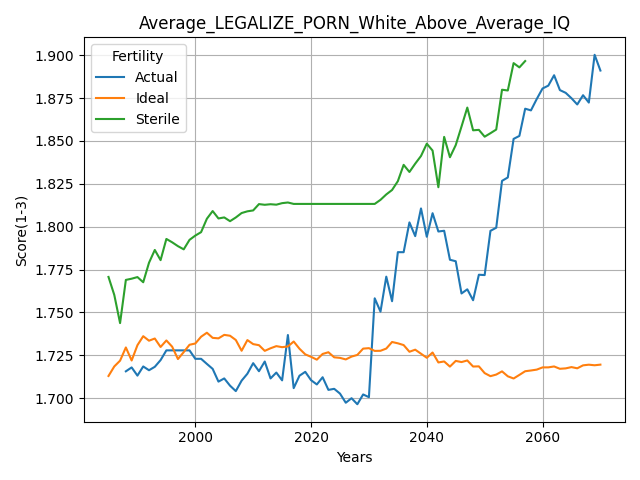 Average_LEGALIZE_PORN_White_Above_Average_IQ
Fertility
Actual
Ideal
Sterile
Score(1-3)
1.900
1.875
1.850
1.825
1.800
1.775
1.750
1.725
1.700
2000 2020 2040 2060
Years